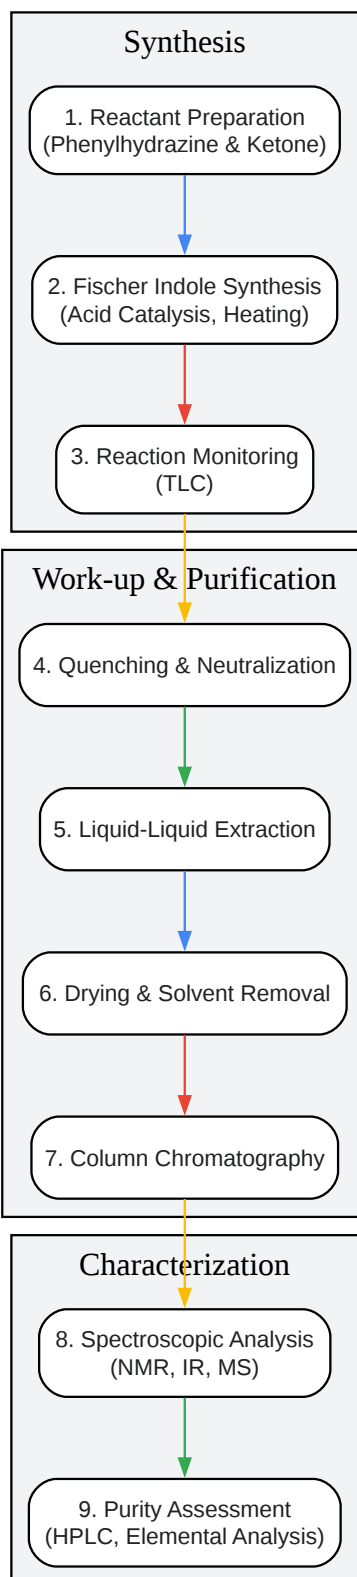 Synthesis
1. Reactant Preparation
(Phenylhydrazine & Ketone)
2. Fischer Indole Synthesis
(Acid Catalysis, Heating)
3. Reaction Monitoring
(TLC)
Work-up & Purification
4. Quenching & Neutralization
5. Liquid-Liquid Extraction
6. Drying & Solvent Removal
7. Column Chromatography
Characterization
8. Spectroscopic Analysis
(NMR, IR, MS)
9. Purity Assessment
(HPLC, Elemental Analysis)